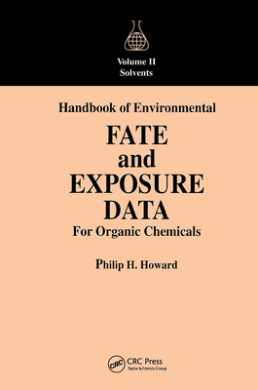 Volume II
Solvents
Handbook of Environmental
FATE
and
EXPOSURE
DATA
For Organic Chemicals
Philip H. Howard
CRC
CRC Press
Taylor & Francis Group